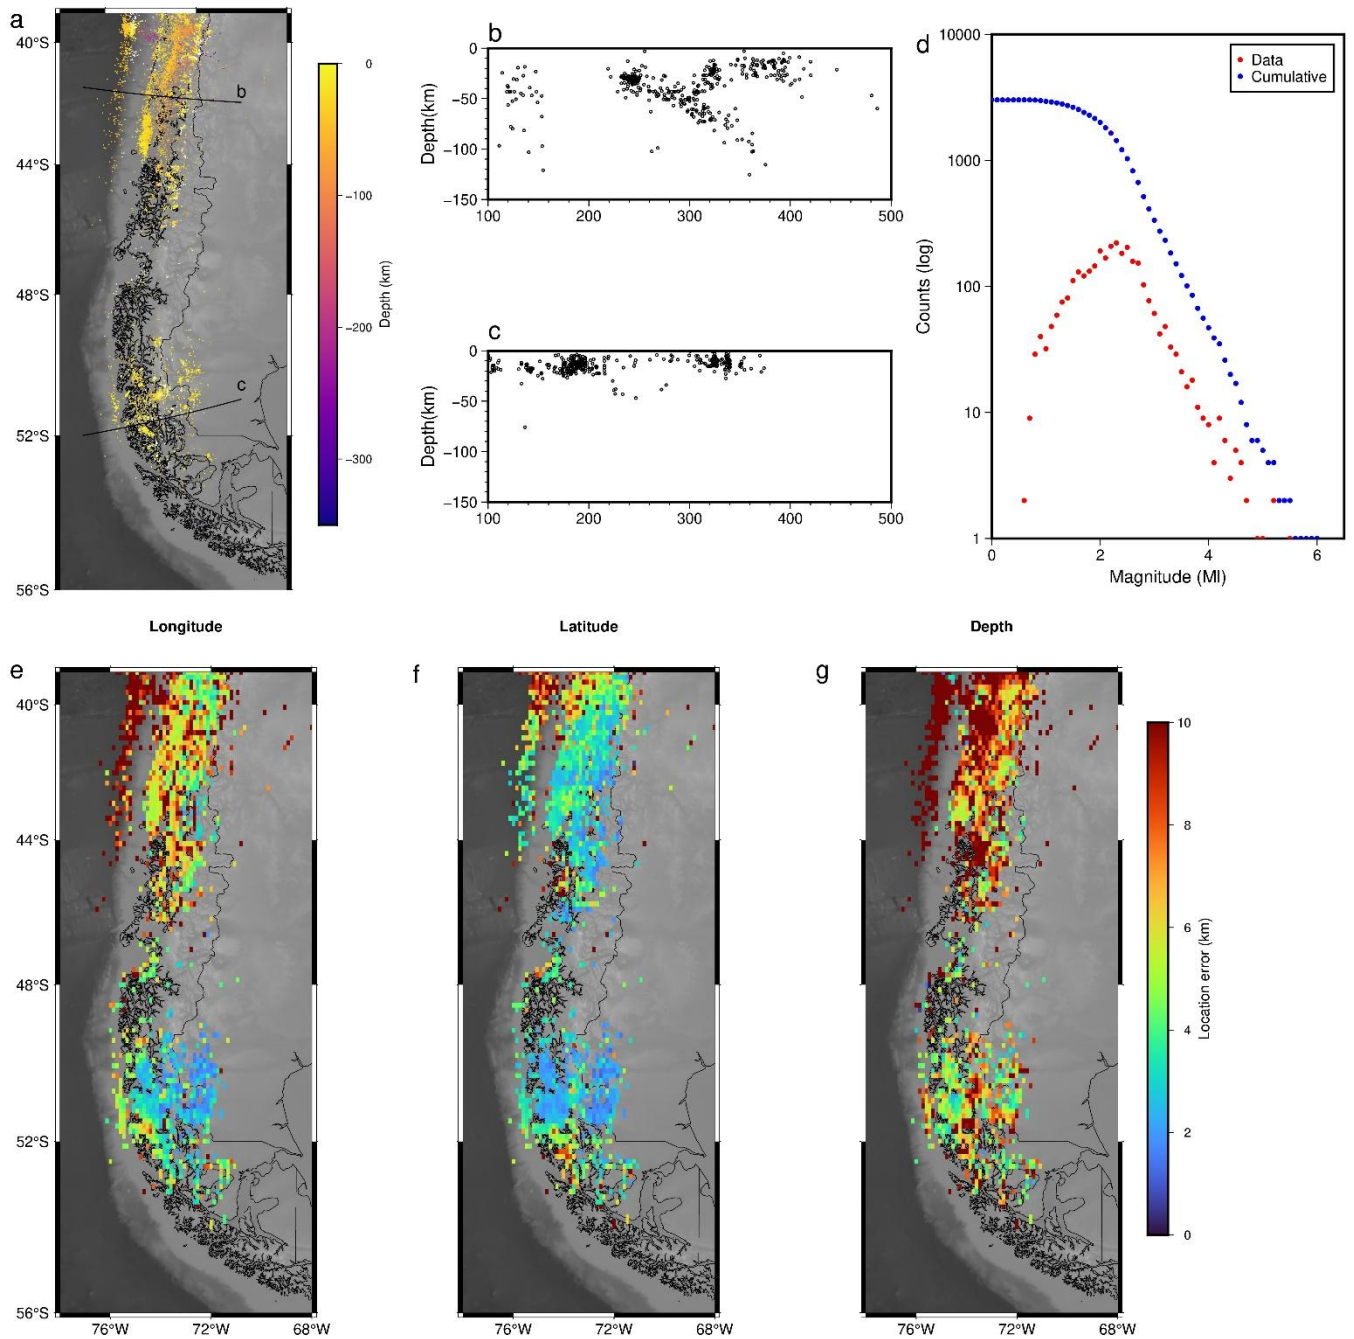 a
40°S
44°S
48°S
52°S
56°S
b
c
0
−100
−200
−300
Depth (km)
b
0
−50
−100
−150
Depth(km)
100 200 300 400 500
c
0
−50
−100
−150
Depth(km)
100 200 300 400 500
d
10000
1000
100
10
1
Counts (log)
Data
Cumulative
0 2 4 6
Magnitude (Ml)
Longitude Latitude Depth
e
40°S
44°S
48°S
52°S
56°S
76°W 72°W 68°W
f
76°W 72°W 68°W
g
76°W 72°W 68°W
10
8
6
4
2
0
Location error (km)